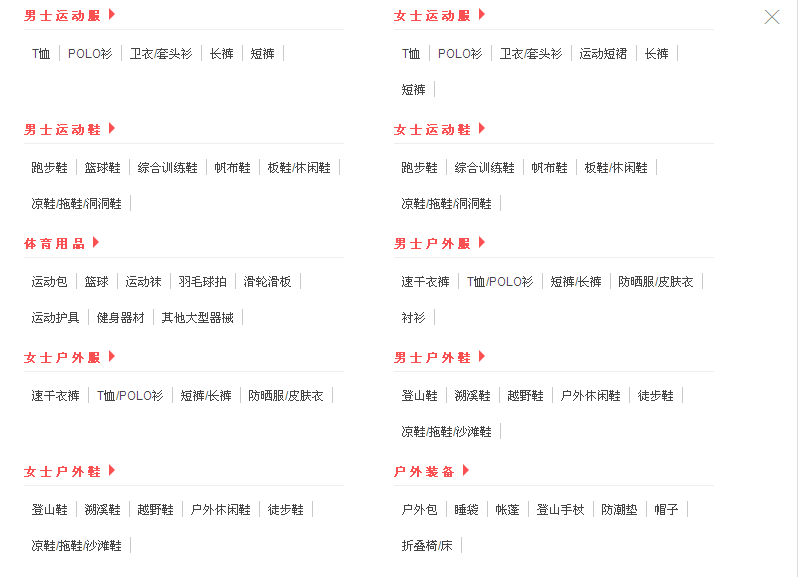 男士运动服
T恤 POLO衫 卫衣/套头衫 长裤 短裤
女士运动服
T恤 POLO衫 卫衣/套头衫 运动短裙 长裤
短裤
男士运动鞋
跑步鞋 篮球鞋 综合训练鞋 帆布鞋 板鞋/休闲鞋
凉鞋/拖鞋/洞洞鞋
女士运动鞋
跑步鞋 综合训练鞋 帆布鞋 板鞋/休闲鞋
凉鞋/拖鞋/洞洞鞋
体育用品
运动包 篮球 运动袜 羽毛球拍 滑轮滑板
运动护具 健身器材 其他大型器械
男士户外服
速干衣裤 T恤/POLO衫 短裤/长裤 防晒服/皮肤衣
衬衫
女士户外服
速干衣裤 T恤/POLO衫 短裤/长裤 防晒服/皮肤衣
男士户外鞋
登山鞋 溯溪鞋 越野鞋 户外休闲鞋 徒步鞋
凉鞋/拖鞋/沙滩鞋
女士户外鞋
登山鞋 溯溪鞋 越野鞋 户外休闲鞋 徒步鞋
凉鞋/拖鞋/沙滩鞋
户外装备
户外包 睡袋 帐篷 登山手杖 防潮垫 帽子
折叠椅/床